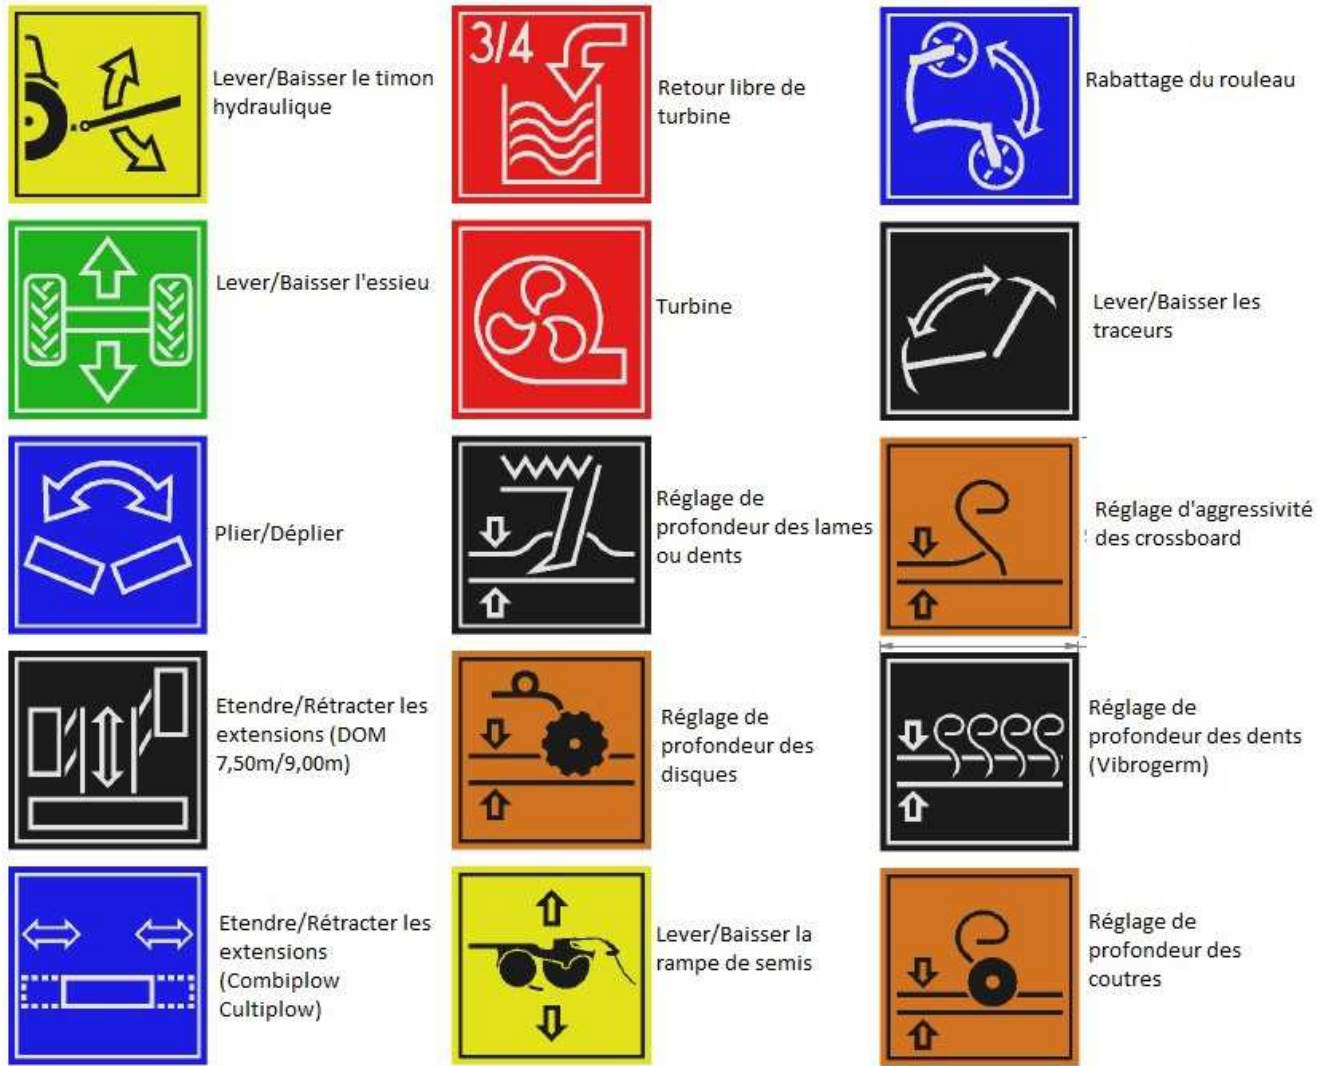 Lever/Baisser le timon
hydraulique
3/4
Retour libre de
turbine
Rabattage du rouleau
Lever/Baisser l'essieu
Turbine
Lever/Baisser les
traceurs
Plier/Déplier
Réglage de
profondeur des lames
ou dents
Réglage d'aggressivité
des crossboard
Etendre/Rétracter les
extensions (DOM
7,50m/9,00m)
Réglage de
profondeur des
disques
Réglage de
profondeur des dents
(Vibrogerm)
Etendre/Rétracter les
extensions
(Combiplow
Cultiplow)
Lever/Baisser la
rampe de semis
Réglage de
profondeur des
coutres